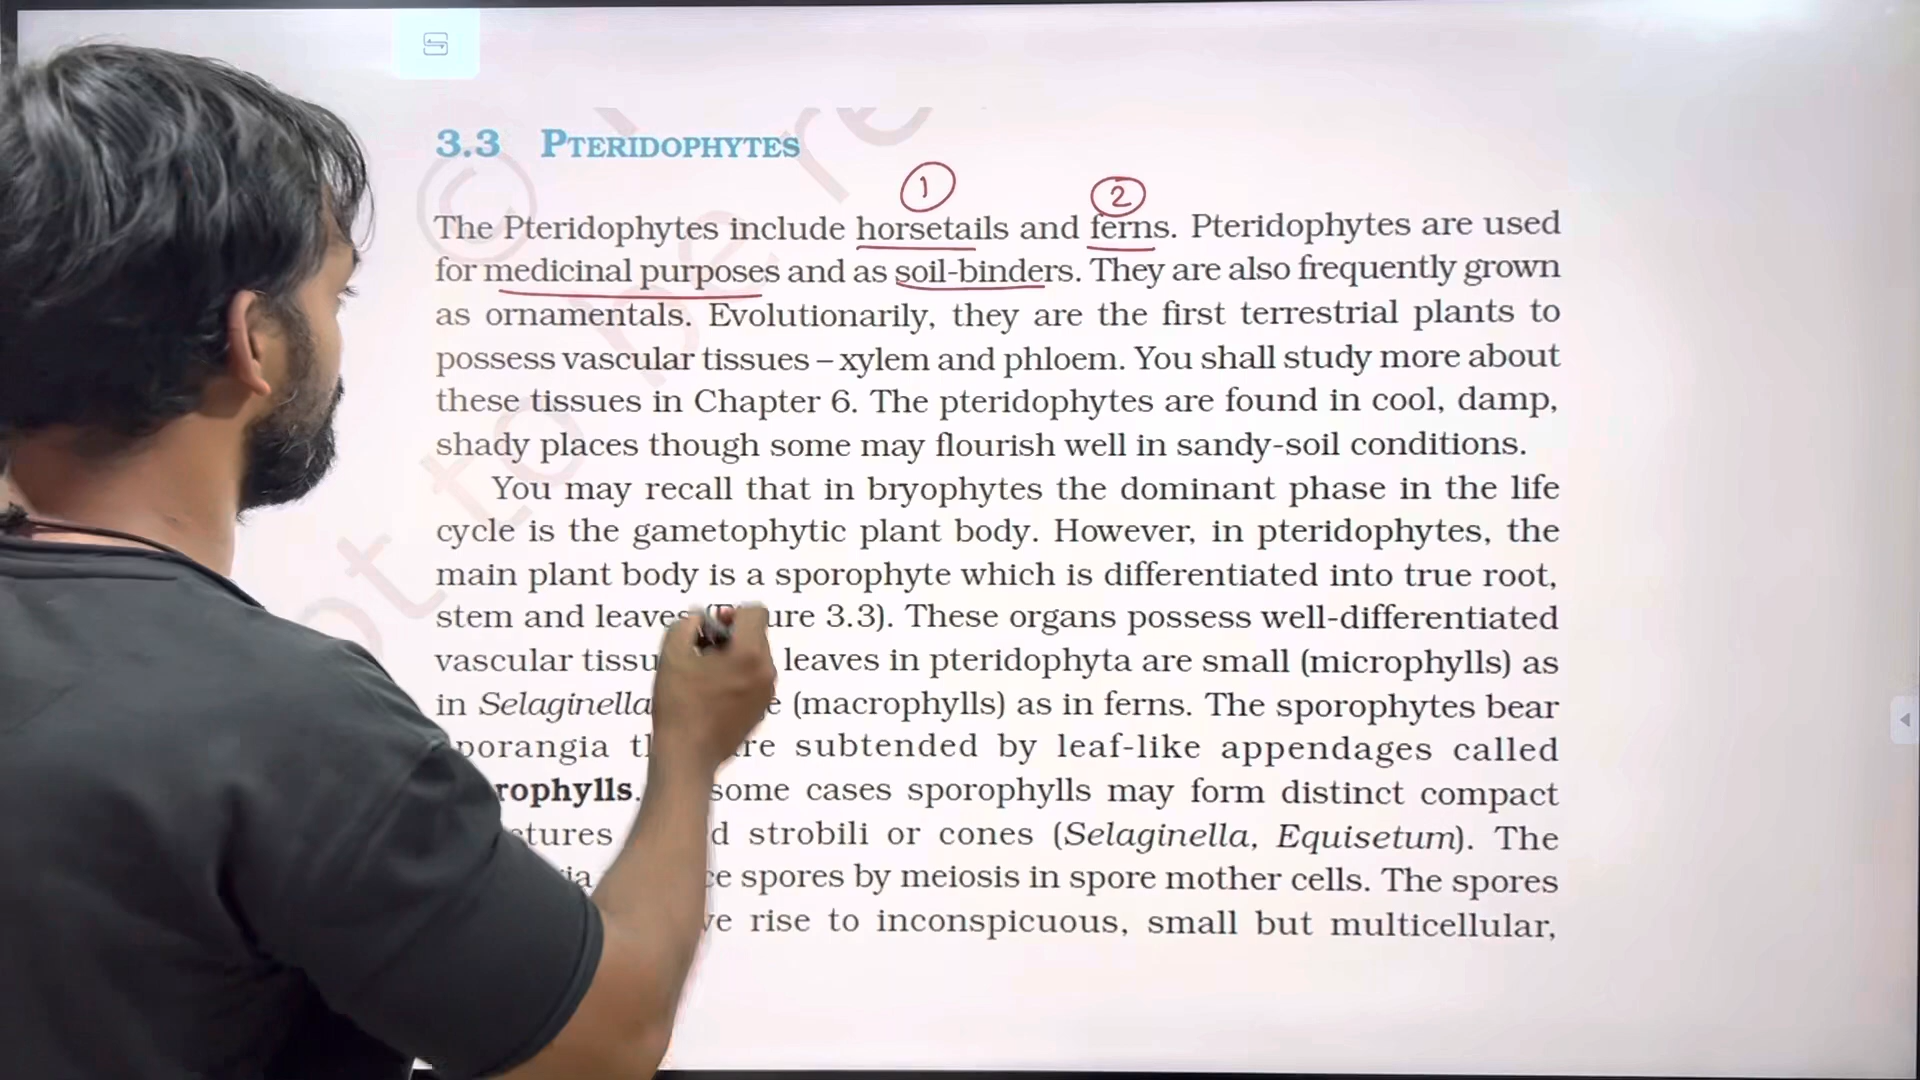 3.3 PTERIDOPHYTES
1 2
The Pteridophytes include horsetails and ferns. Pteridophytes are used
for medicinal purposes and as soil-binders. They are also frequently grown
as ornamentals. Evolutionarily, they are the first terrestrial plants to
possess vascular tissues – xylem and phloem. You shall study more about
these tissues in Chapter 6. The pteridophytes are found in cool, damp,
shady places though some may flourish well in sandy-soil conditions.
You may recall that in bryophytes the dominant phase in the life
cycle is the gametophytic plant body. However, in pteridophytes, the
main plant body is a sporophyte which is differentiated into true root,
stem and leaves 3.3). These organs possess well-differentiated
vascular leaves in pteridophyta are small (microphylls) as
in Selaginella (macrophylls) as in ferns. The sporophytes bear
subtended by leaf-like appendages called
some cases sporophylls may form distinct compact
strobili or cones (Selaginella, Equisetum). The
spores by meiosis in spore mother cells. The spores
rise to inconspicuous, small but multicellular,
© not to be re